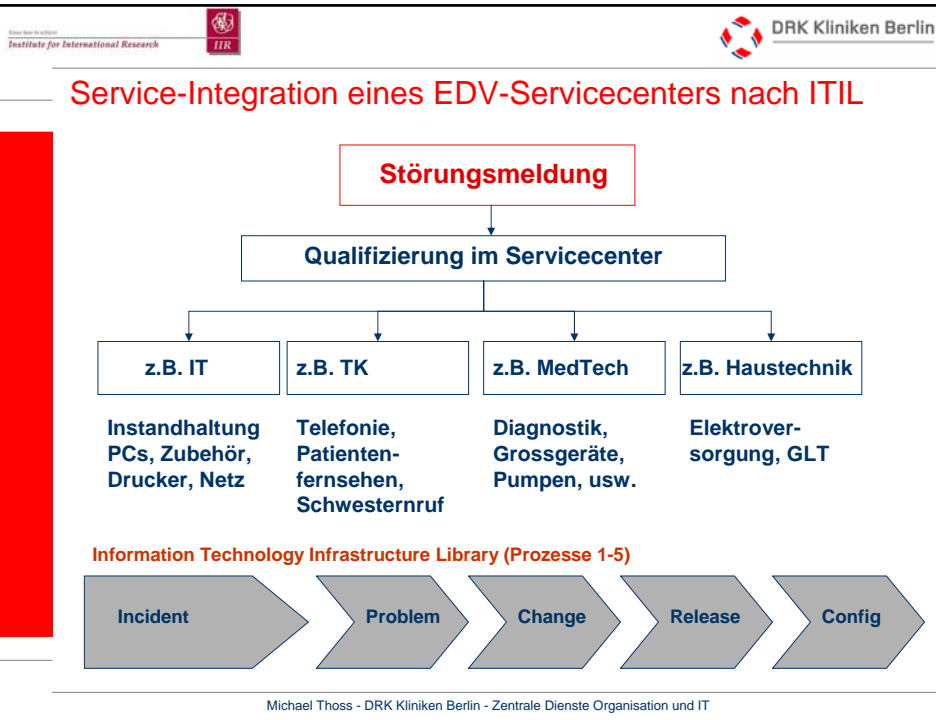 Institute for International Research
IIR
DRK Kliniken Berlin
Service-Integration eines EDV-Servicecenters nach ITIL
Störungsmeldung
Qualifizierung im Servicecenter
z.B. IT
z.B. TK
z.B. MedTech
z.B. Haustechnik
Instandhaltung
PCs, Zubehör,
Drucker, Netz
Telefonie,
Patienten-
fernsehen,
Schwesternruf
Diagnostik,
Grossgeräte,
Pumpen, usw.
Elektrover-
sorgung, GLT
Information Technology Infrastructure Library (Prozesse 1-5)
Incident
Problem
Change
Release
Config
Michael Thoss - DRK Kliniken Berlin - Zentrale Dienste Organisation und IT